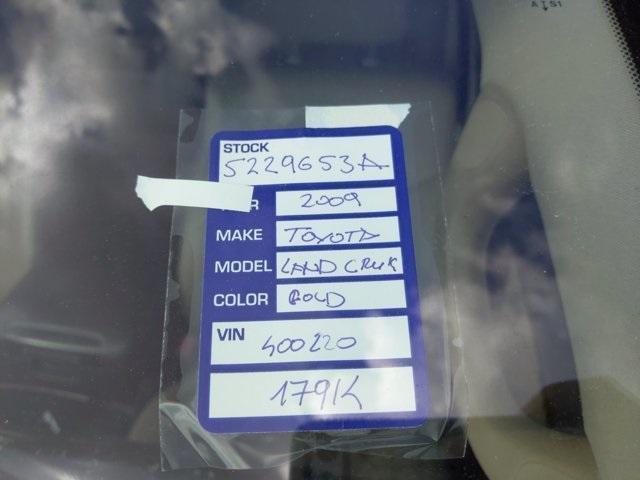 STOCK
5229653A
R 2009
MAKE TOYOTA
MODEL LAND CRUK
COLOR GOLD
VIN
400220
179K